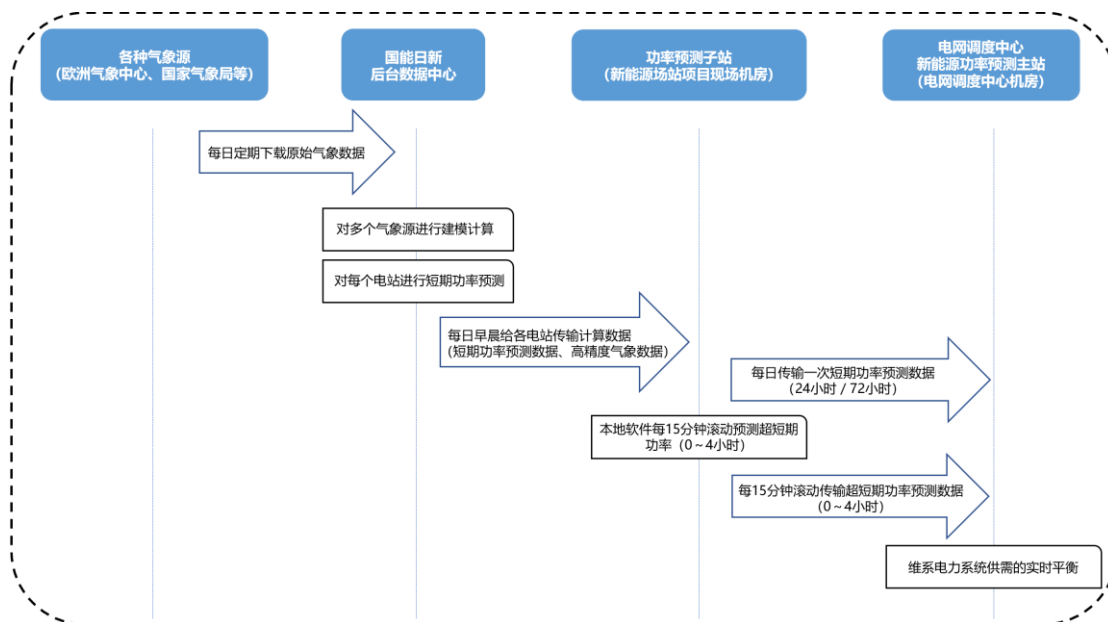 各种气象源
（欧洲气象中心、国家气象局等）
国能日新
后台数据中心
功率预测子站
（新能源场站项目现场机房）
电网调度中心
新能源功率预测主站
（电网调度中心机房）
每日定期下载原始气象数据
对多个气象源进行建模计算
对每个电站进行短期功率预测
每日早晨给各电站传输计算数据
（短期功率预测数据、高精度气象数据）
每日传输一次短期功率预测数据
（24小时 / 72小时）
本地软件每15分钟滚动预测超短期
功率（0～4小时）
每15分钟滚动传输超短期功率预测数据
（0～4小时）
维系电力系统供需的实时平衡